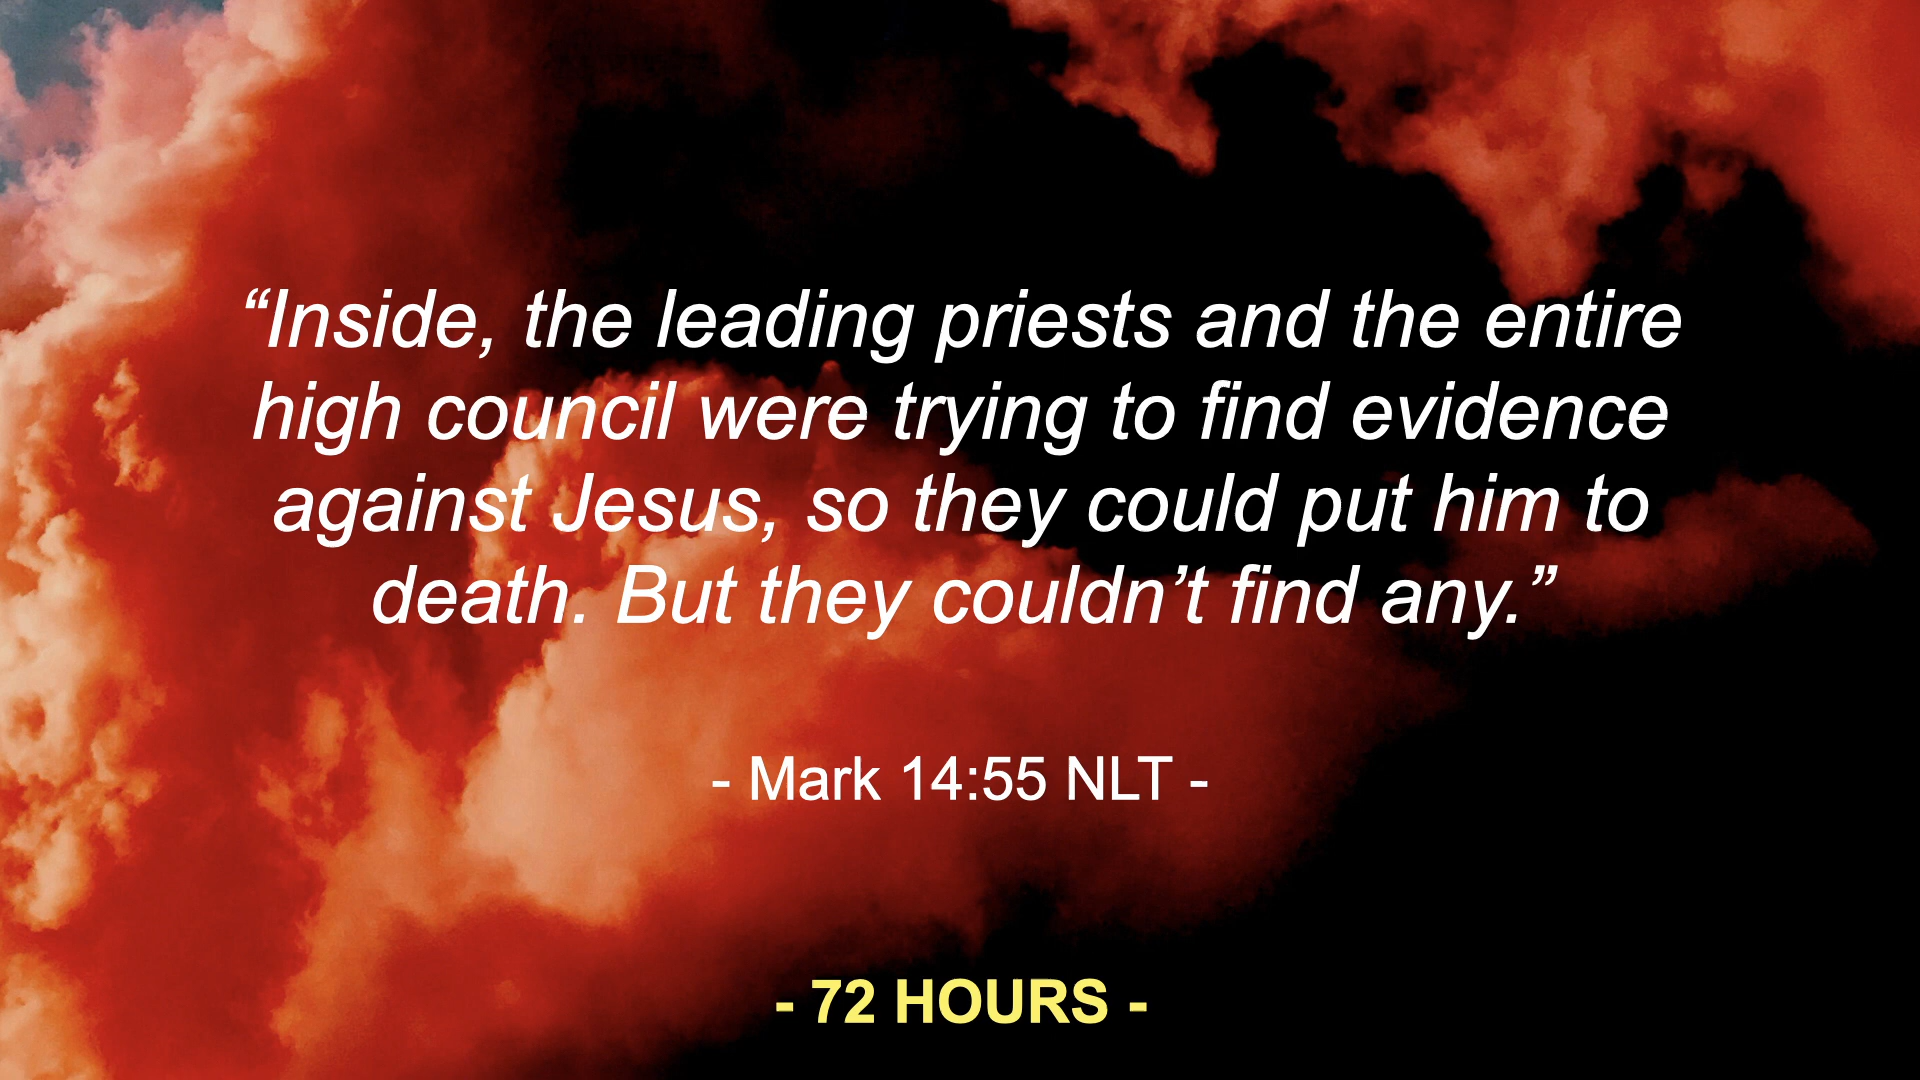 “Inside, the leading priests and the entire
high council were trying to find evidence
against Jesus, so they could put him to
death. But they couldn’t find any.”
- Mark 14:55 NLT -
- 72 HOURS -